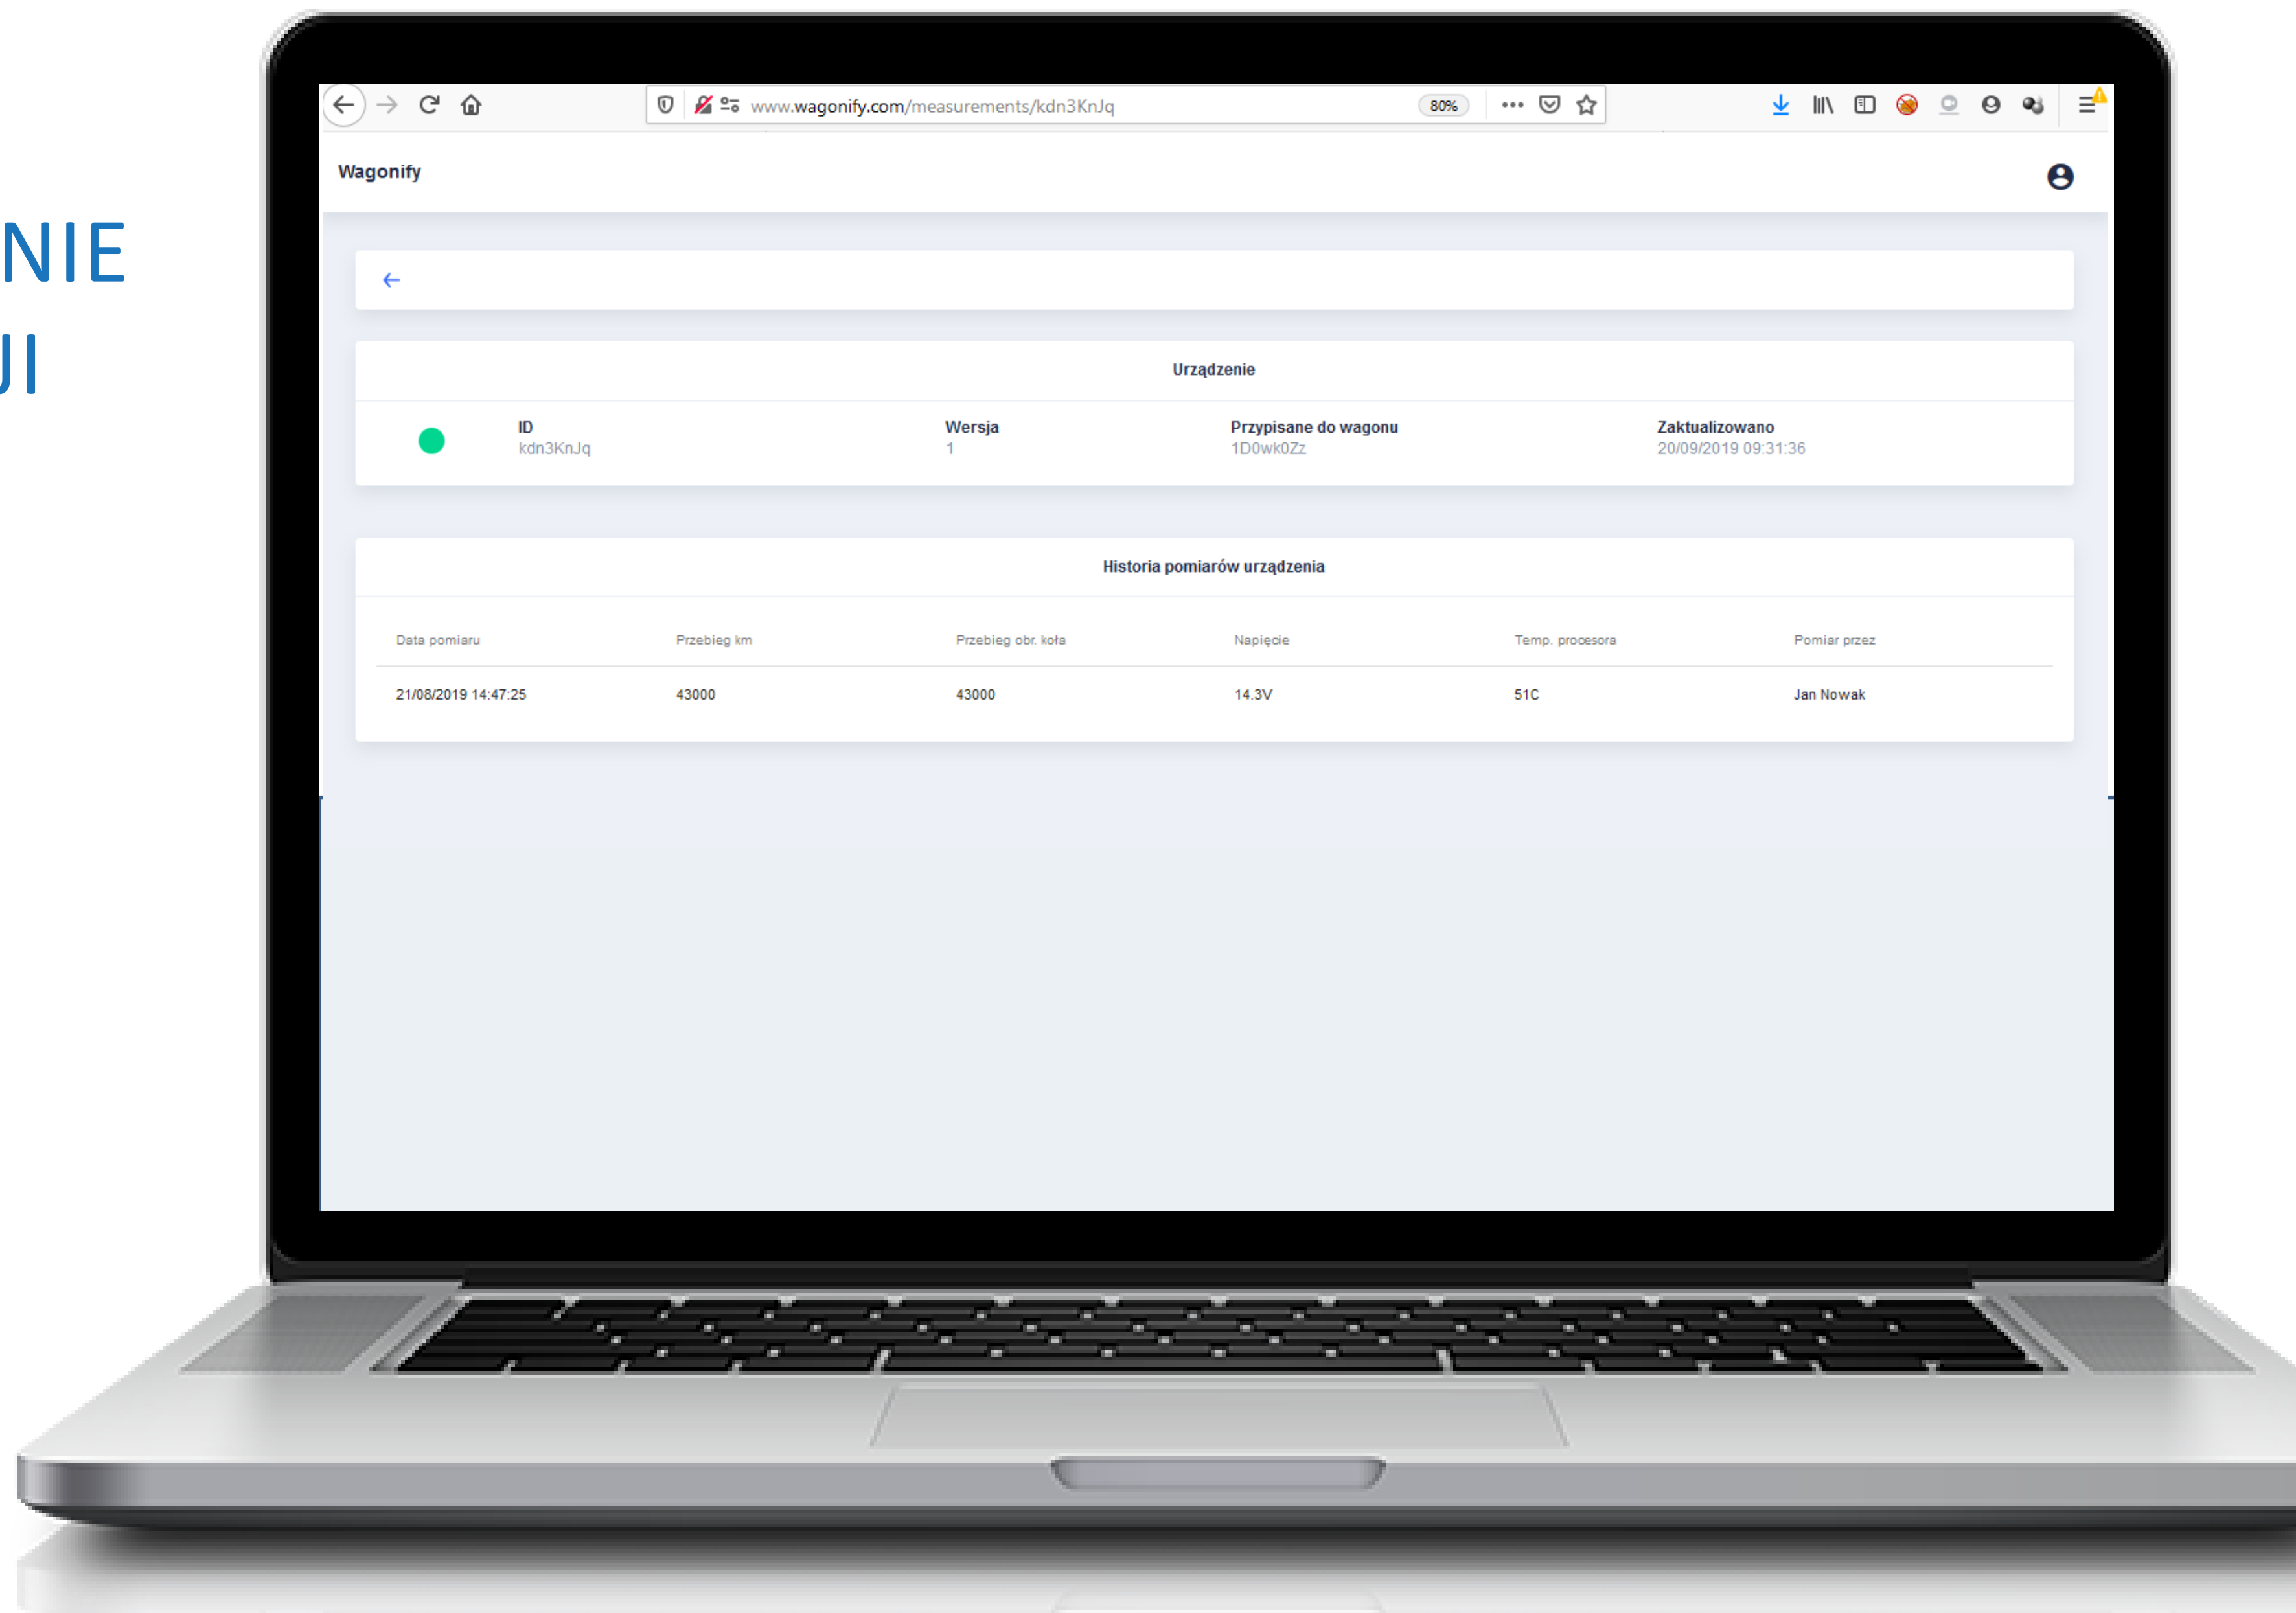 NIE
JI
www.wagonify.com/measurements/kdn3KnJq
80%
Wagonify
Urządzenie
ID Wersja Przypisane do wagonu Zaktualizowano
kdn3KnJq 1 1D0wk0Zz 20/09/2019 09:31:36
Historia pomiarów urządzenia
Data pomiaru Przebieg km Przebieg obr. koła Napięcie Temp. procesora Pomiar przez
21/08/2019 14:47:25 43000 43000 14.3V 51C Jan Nowak